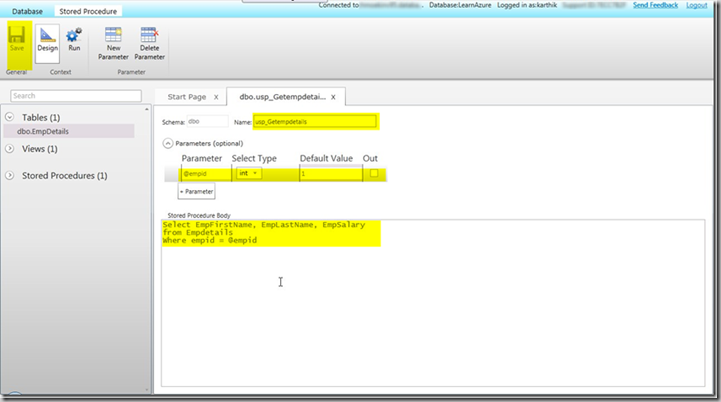 Connected to
Database:LearnAzure
Logged in as:karthik
Send Feedback
Logout
Database
Stored Procedure
Save
Design
Run
New Parameter
Delete Parameter
General
Context
Parameter
Search
Tables (1)
dbo.EmpDetails
Views (1)
Stored Procedures (1)
Start Page X
dbo.usp_Getempdetai... X
Schema: dbo
Name: usp_Getempdetails
Parameters (optional)
Parameter Select Type Default Value Out
@empid int 1
+ Parameter
Stored Procedure Body
Select EmpFirstName, EmpLastName, EmpSalary
from Empdetails
Where empid = @empid